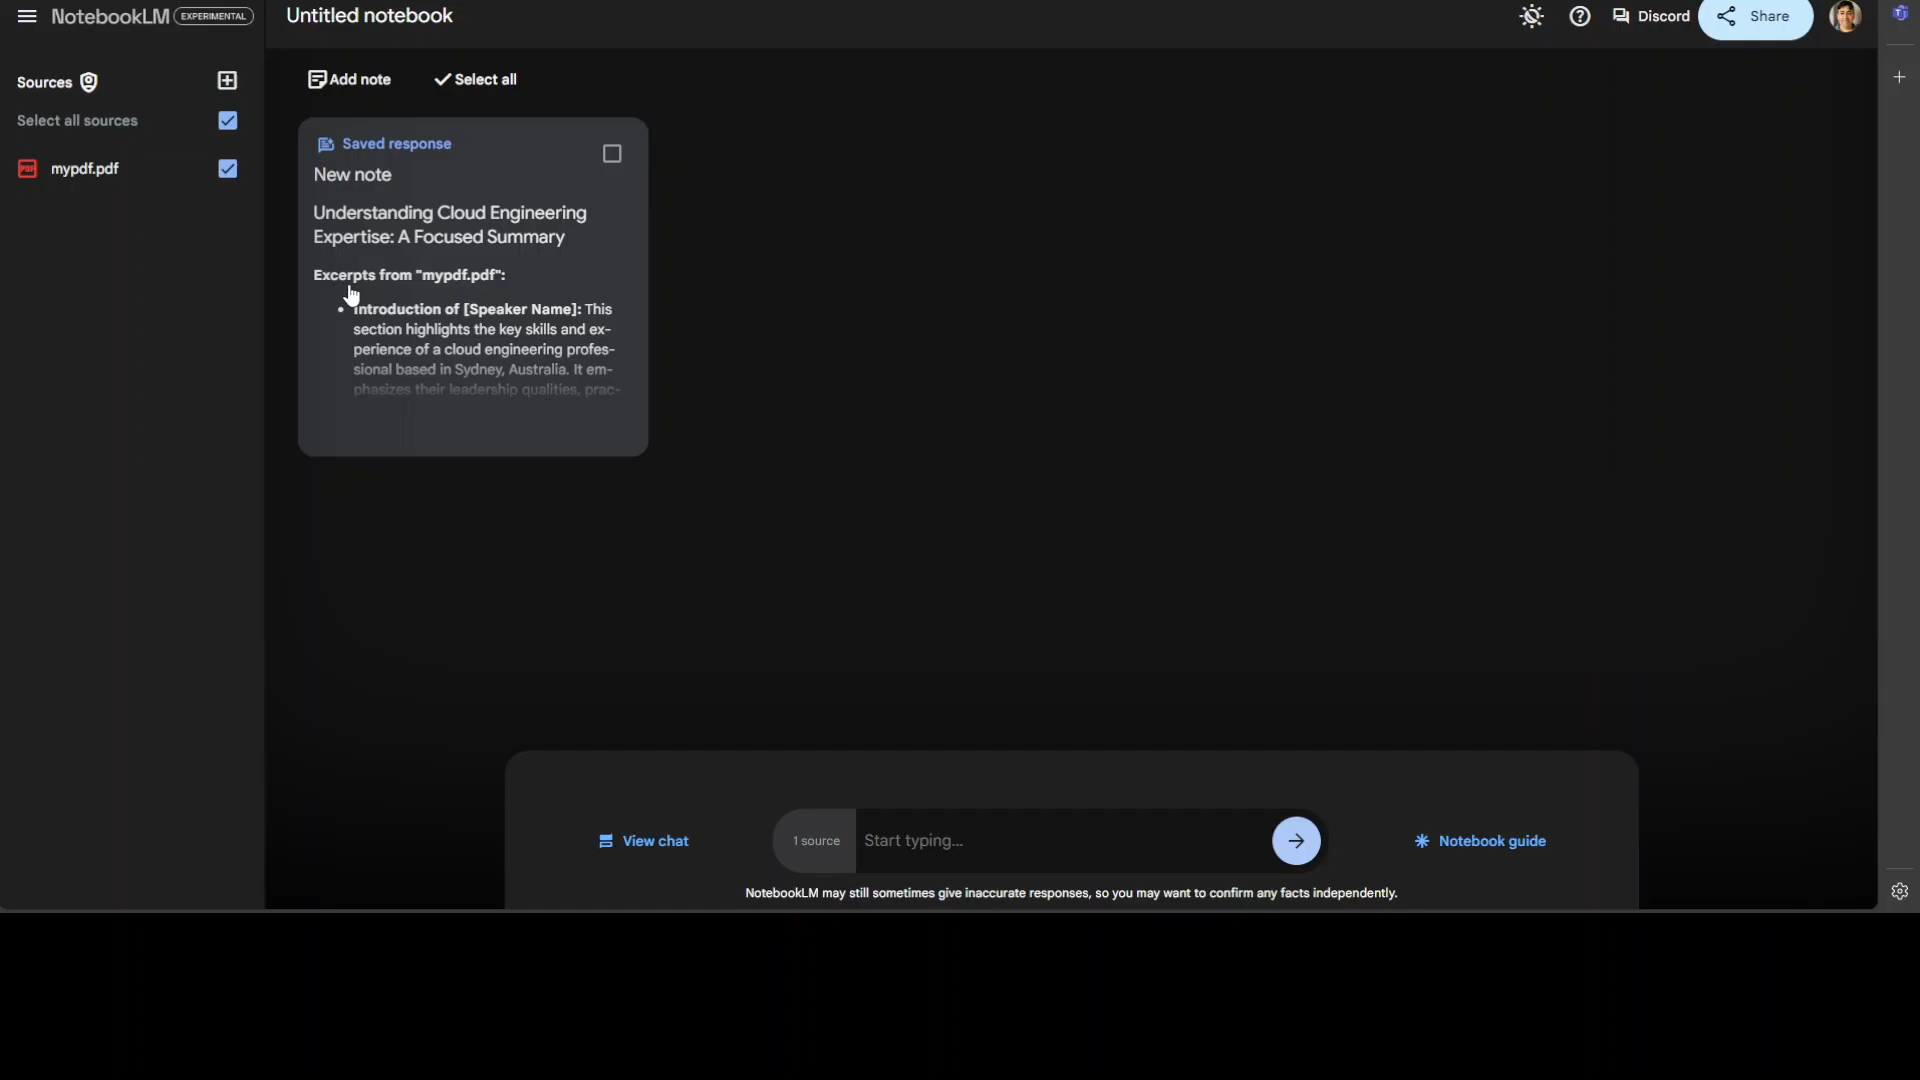 NotebookLM EXPERIMENTAL
Untitled notebook
Discord
Share
Sources
Add note
Select all
Select all sources
mypdf.pdf
Saved response
New note
Understanding Cloud Engineering
Expertise: A Focused Summary
Excerpts from "mypdf.pdf":
• Introduction of [Speaker Name]: This
section highlights the key skills and ex-
perience of a cloud engineering profes-
sional based in Sydney, Australia. It em-
phasizes their leadership qualities, prac-
View chat
1 source
Start typing...
Notebook guide
NotebookLM may still sometimes give inaccurate responses, so you may want to confirm any facts independently.